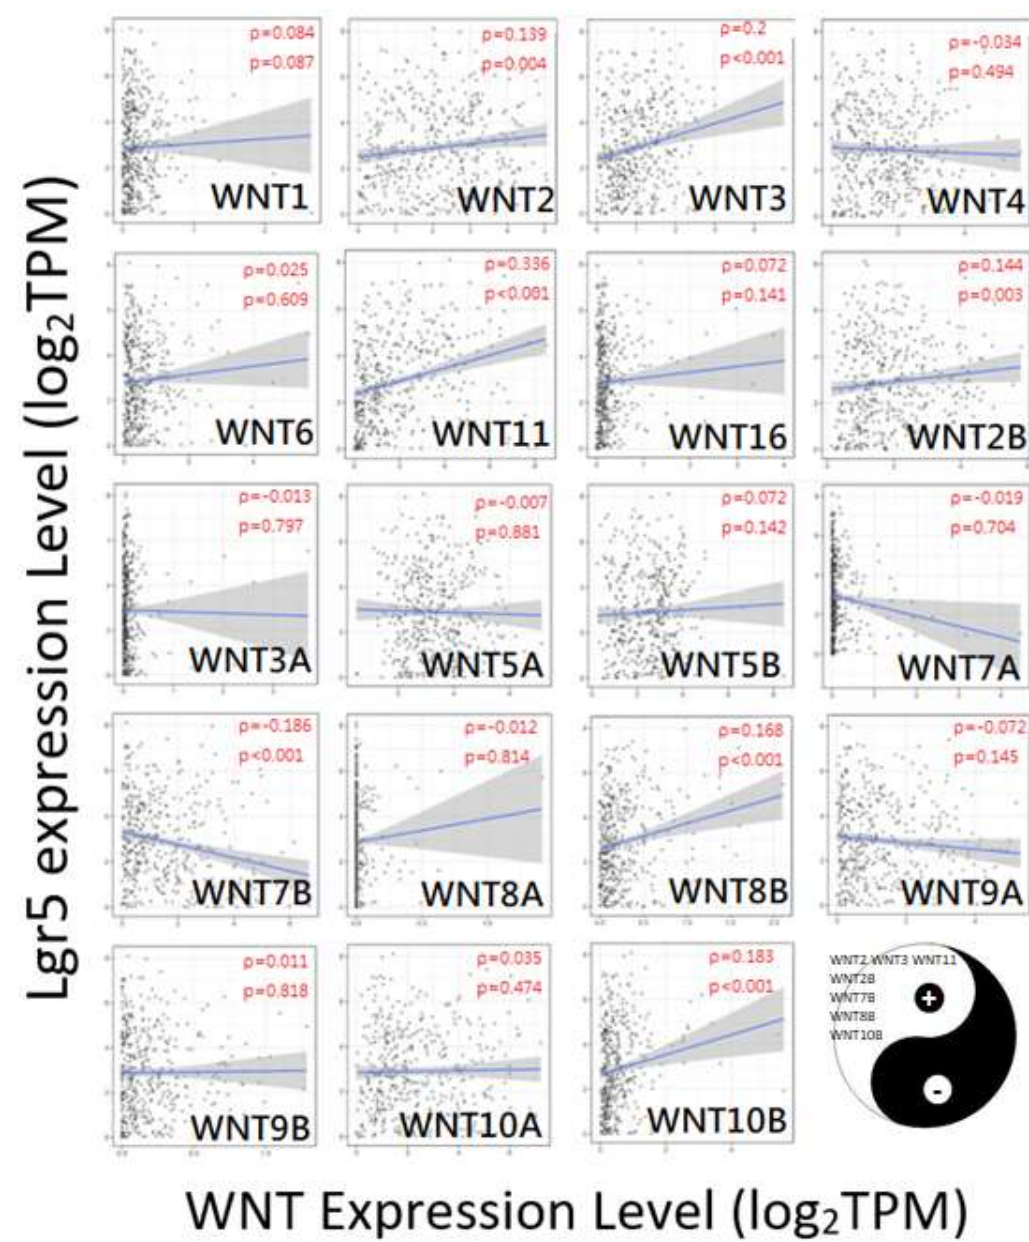 Lgr5 expression Level (log₂TPM)
ρ=0.084
p=0.087
WNT1
ρ=0.139
p=0.004
WNT2
ρ=0.2
p<0.001
WNT3
ρ=-0.034
p=0.494
WNT4
ρ=0.025
p=0.609
WNT6
ρ=0.336
p<0.001
WNT11
ρ=0.072
p=0.141
WNT16
ρ=0.144
p=0.003
WNT2B
ρ=-0.013
p=0.797
WNT3A
ρ=-0.007
p=0.881
WNT5A
ρ=0.072
p=0.142
WNT5B
ρ=-0.019
p=0.704
WNT7A
ρ=-0.186
p<0.001
WNT7B
ρ=-0.012
p=0.814
WNT8A
ρ=0.168
p<0.001
WNT8B
ρ=-0.072
p=0.145
WNT9A
ρ=0.011
p=0.818
WNT9B
ρ=0.035
p=0.474
WNT10A
ρ=0.183
p<0.001
WNT10B
WNT2 WNT3 WNT11
WNT2B
WNT7B
WNT8B
WNT10B
+
-
WNT Expression Level (log₂TPM)